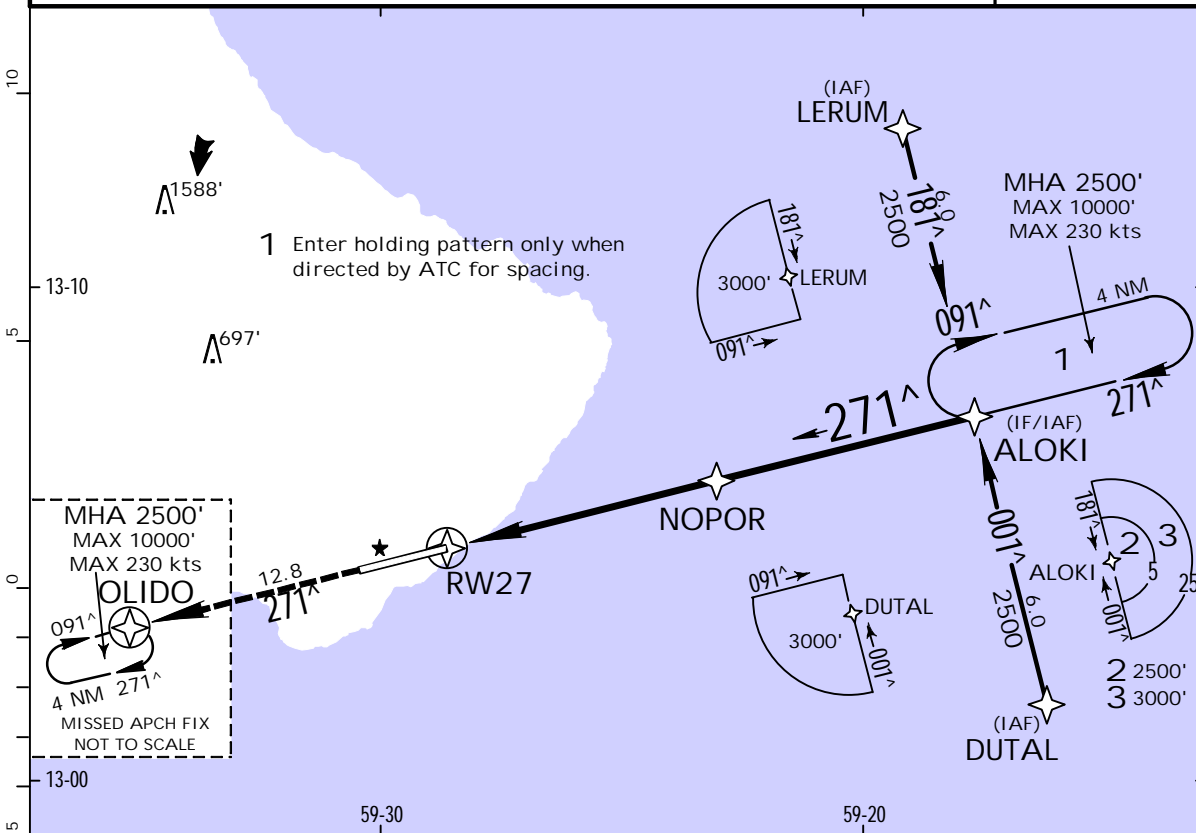 10
(IAF)
LERUM
1588'
MHA 2500'
MAX 10000'
MAX 230 kts
181^
6.0
2500
1 Enter holding pattern only when
directed by ATC for spacing.
181^
3000'
LERUM
091^
13-10
4 NM
091^
5
697'
1
271^
271^
(IF/IAF)
ALOKI
NOPOR
MHA 2500'
MAX 10000'
MAX 230 kts
OLIDO
12.8
271^
RW27
181^
2
3
ALOKI
5
25
001^
001^
6.0
2500
0
091^
DUTAL
3000'
001^
091^
4 NM
271^
2 2500'
3 3000'
MISSED APCH FIX
NOT TO SCALE
(IAF)
DUTAL
13-00
59-30
59-20
5